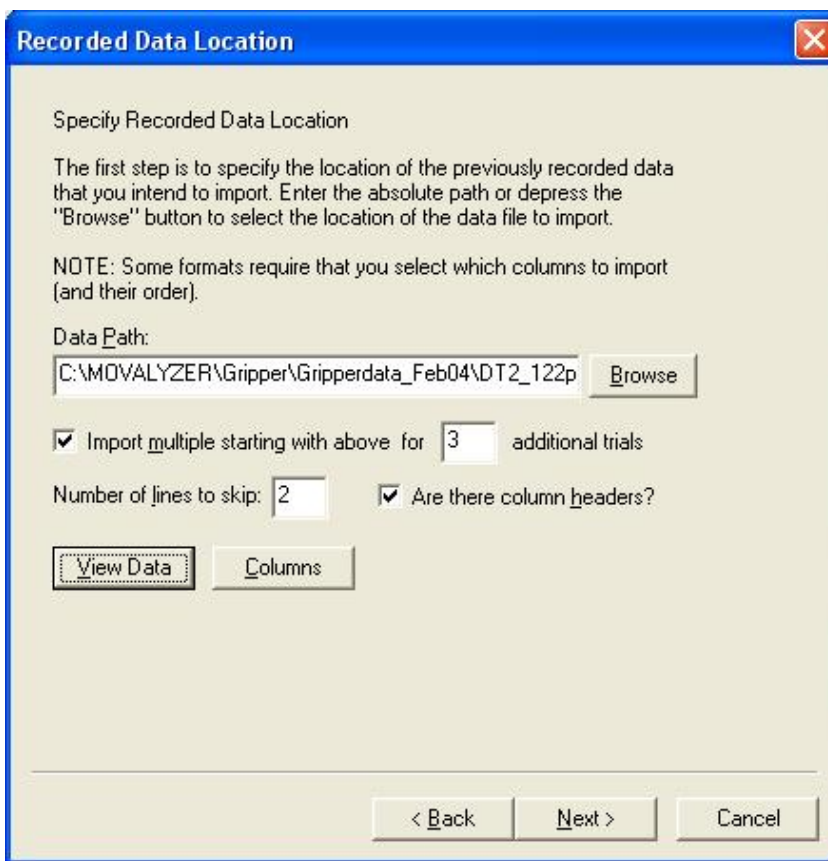 Recorded Data Location
Specify Recorded Data Location
The first step is to specify the location of the previously recorded data
that you intend to import. Enter the absolute path or depress the
"Browse" button to select the location of the data file to import.
NOTE: Some formats require that you select which columns to import
(and their order).
Data Path:
C:\MOVALYZER\Gripper\Gripperdata_Feb04\DT2_122p Browse
Import multiple starting with above for 3 additional trials
Number of lines to skip: 2 Are there column headers?
View Data Columns
< Back Next > Cancel